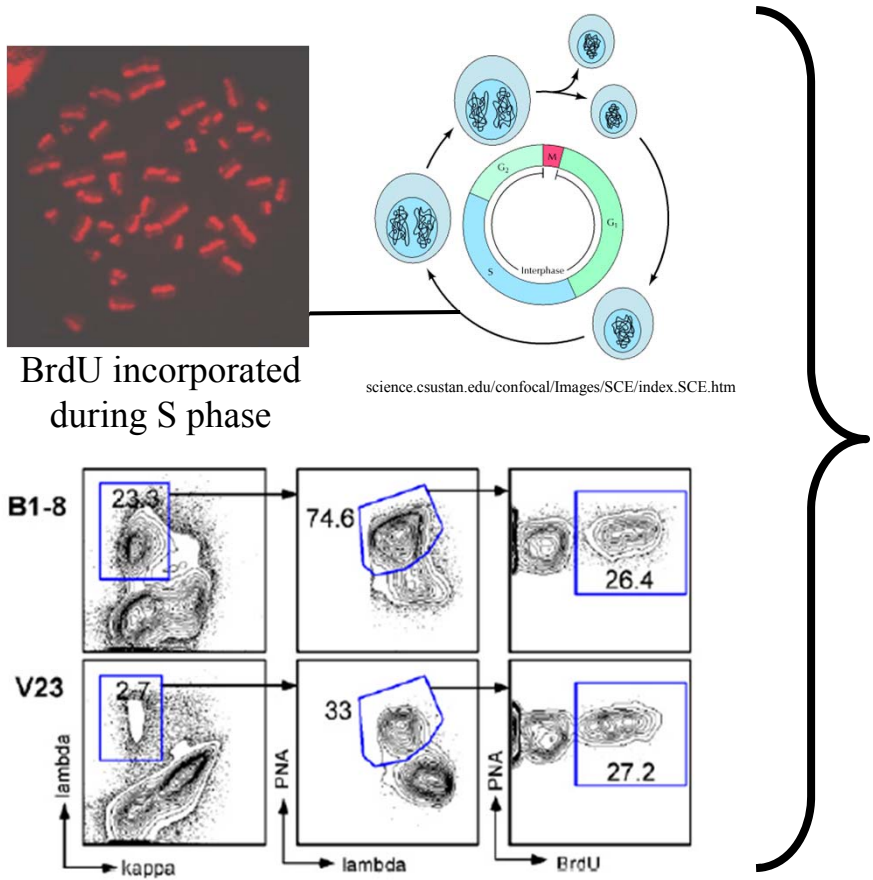 M
G2
G1
S
Interphase
BrdU incorporated
during S phase
science.csustan.edu/confocal/Images/SCE/index.SCE.htm
B1-8
23.3
74.6
26.4
V23
2.7
33
27.2
lambda
kappa
PNA
lambda
PNA
BrdU